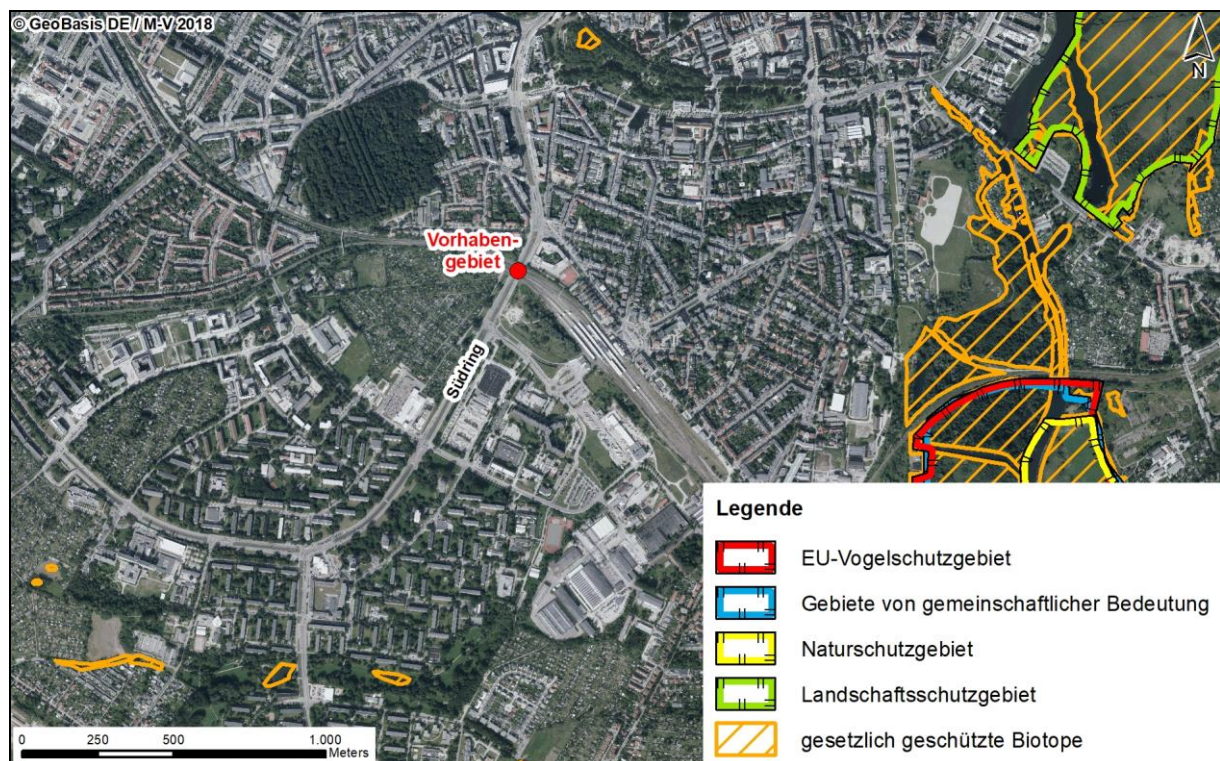 © GeoBasis DE / M-V 2018
N
Vorhaben-
gebiet
Südring
Legende
EU-Vogelschutzgebiet
Gebiete von gemeinschaftlicher Bedeutung
Naturschutzgebiet
Landschaftsschutzgebiet
gesetzlich geschützte Biotope
0 250 500 1.000
Meters